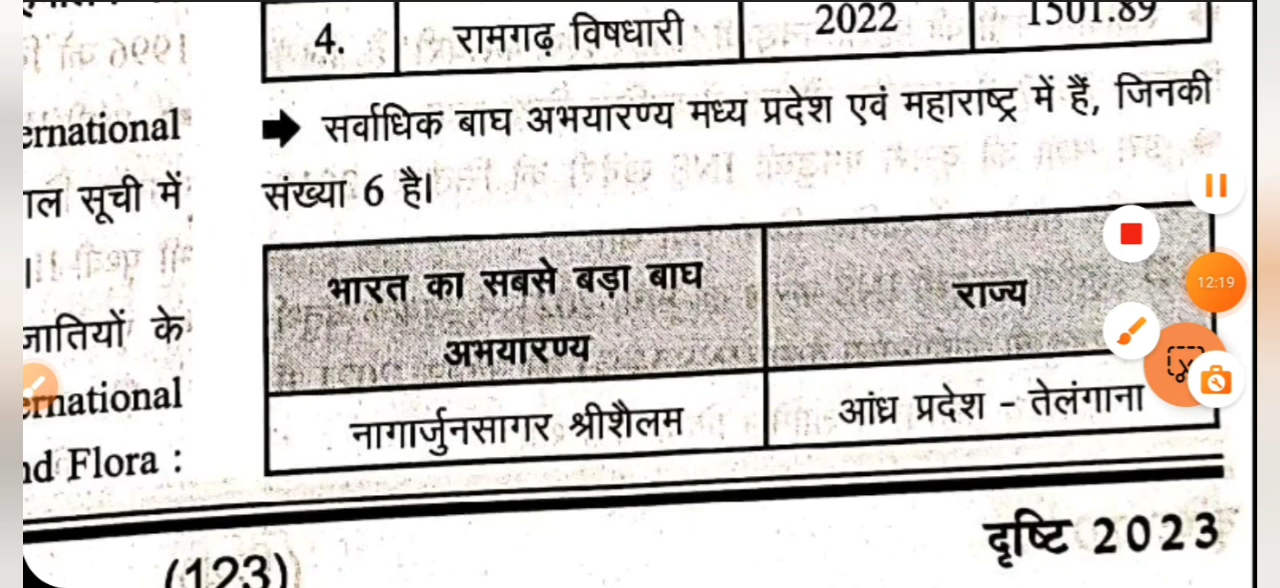 4. रामगढ़ विषधारी 2022 1501.89
ernational
सर्वाधिक बाघ अभयारण्य मध्य प्रदेश एवं महाराष्ट्र में हैं, जिनकी
सूची में
संख्या 6 है।
भारत का सबसे बड़ा बाघ
अभयारण्य
राज्य
12:19
जातियों के
ernational
नागार्जुनसागर श्रीशैलम
आंध्र प्रदेश - तेलंगाना
nd Flora :
दृष्टि 2023
(123)